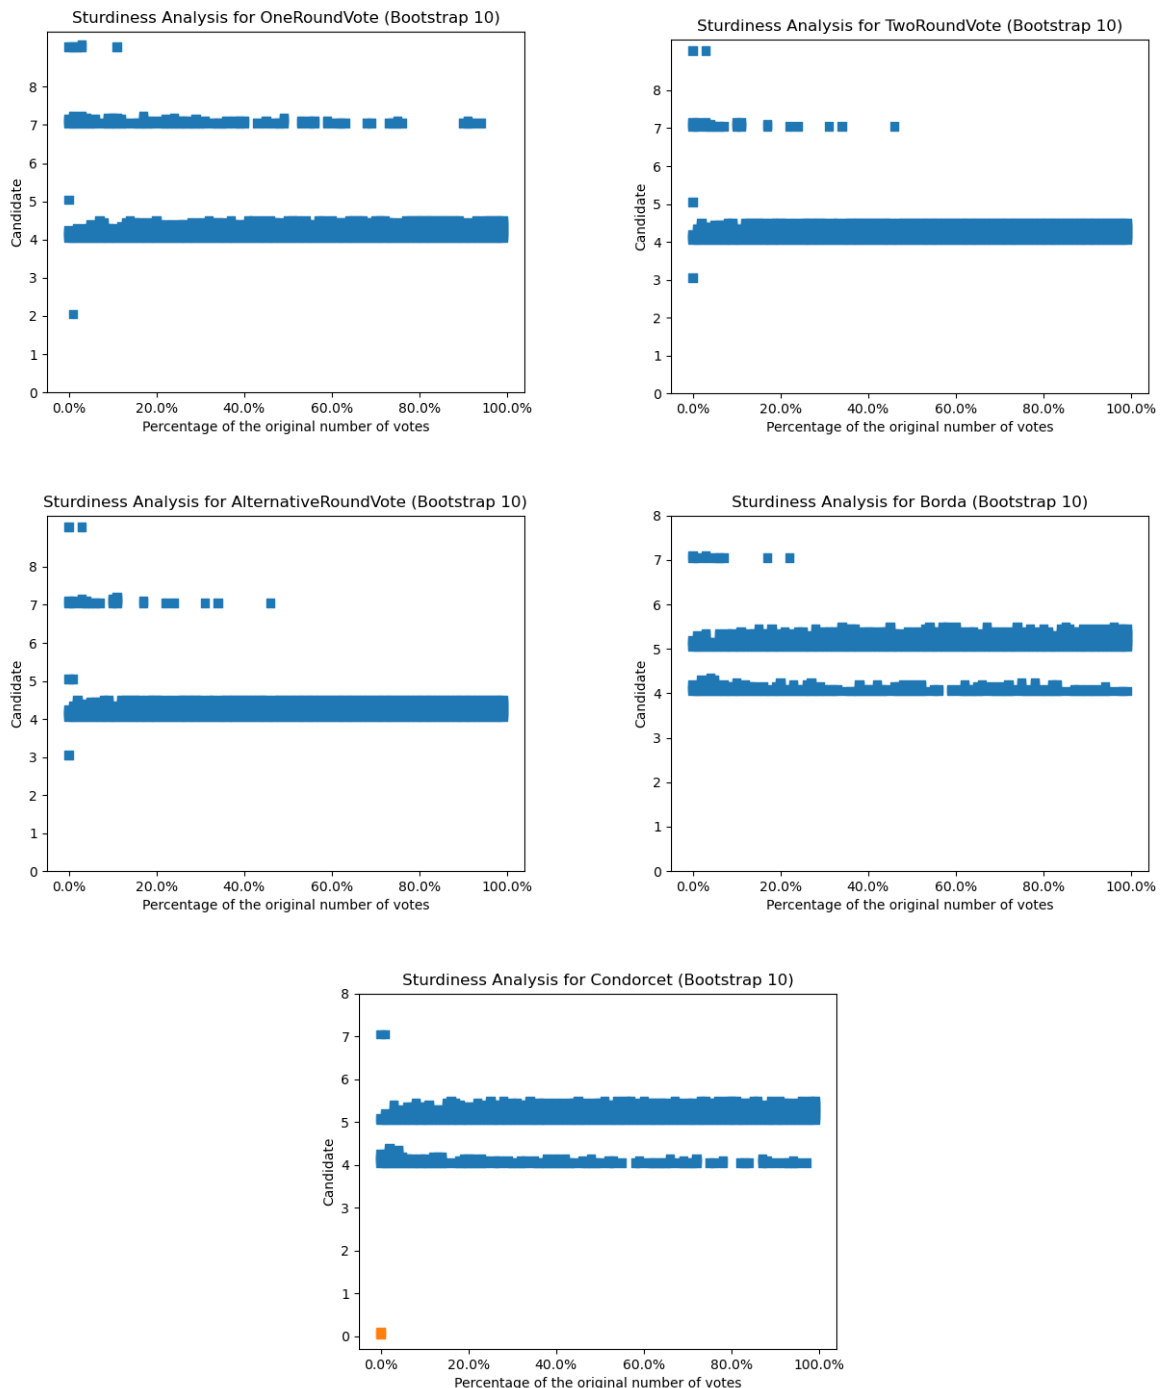 Sturdiness Analysis for OneRoundVote (Bootstrap 10)
8
7
6
5
4
3
2
1
0
Candidate
0.0% 20.0% 40.0% 60.0% 80.0% 100.0%
Percentage of the original number of votes
Sturdiness Analysis for TwoRoundVote (Bootstrap 10)
8
7
6
5
4
3
2
1
0
Candidate
0.0% 20.0% 40.0% 60.0% 80.0% 100.0%
Percentage of the original number of votes
Sturdiness Analysis for AlternativeRoundVote (Bootstrap 10)
8
7
6
5
4
3
2
1
0
Candidate
0.0% 20.0% 40.0% 60.0% 80.0% 100.0%
Percentage of the original number of votes
Sturdiness Analysis for Borda (Bootstrap 10)
8
7
6
5
4
3
2
1
0
Candidate
0.0% 20.0% 40.0% 60.0% 80.0% 100.0%
Percentage of the original number of votes
Sturdiness Analysis for Condorcet (Bootstrap 10)
8
7
6
5
4
3
2
1
0
Candidate
0.0% 20.0% 40.0% 60.0% 80.0% 100.0%
Percentage of the original number of votes